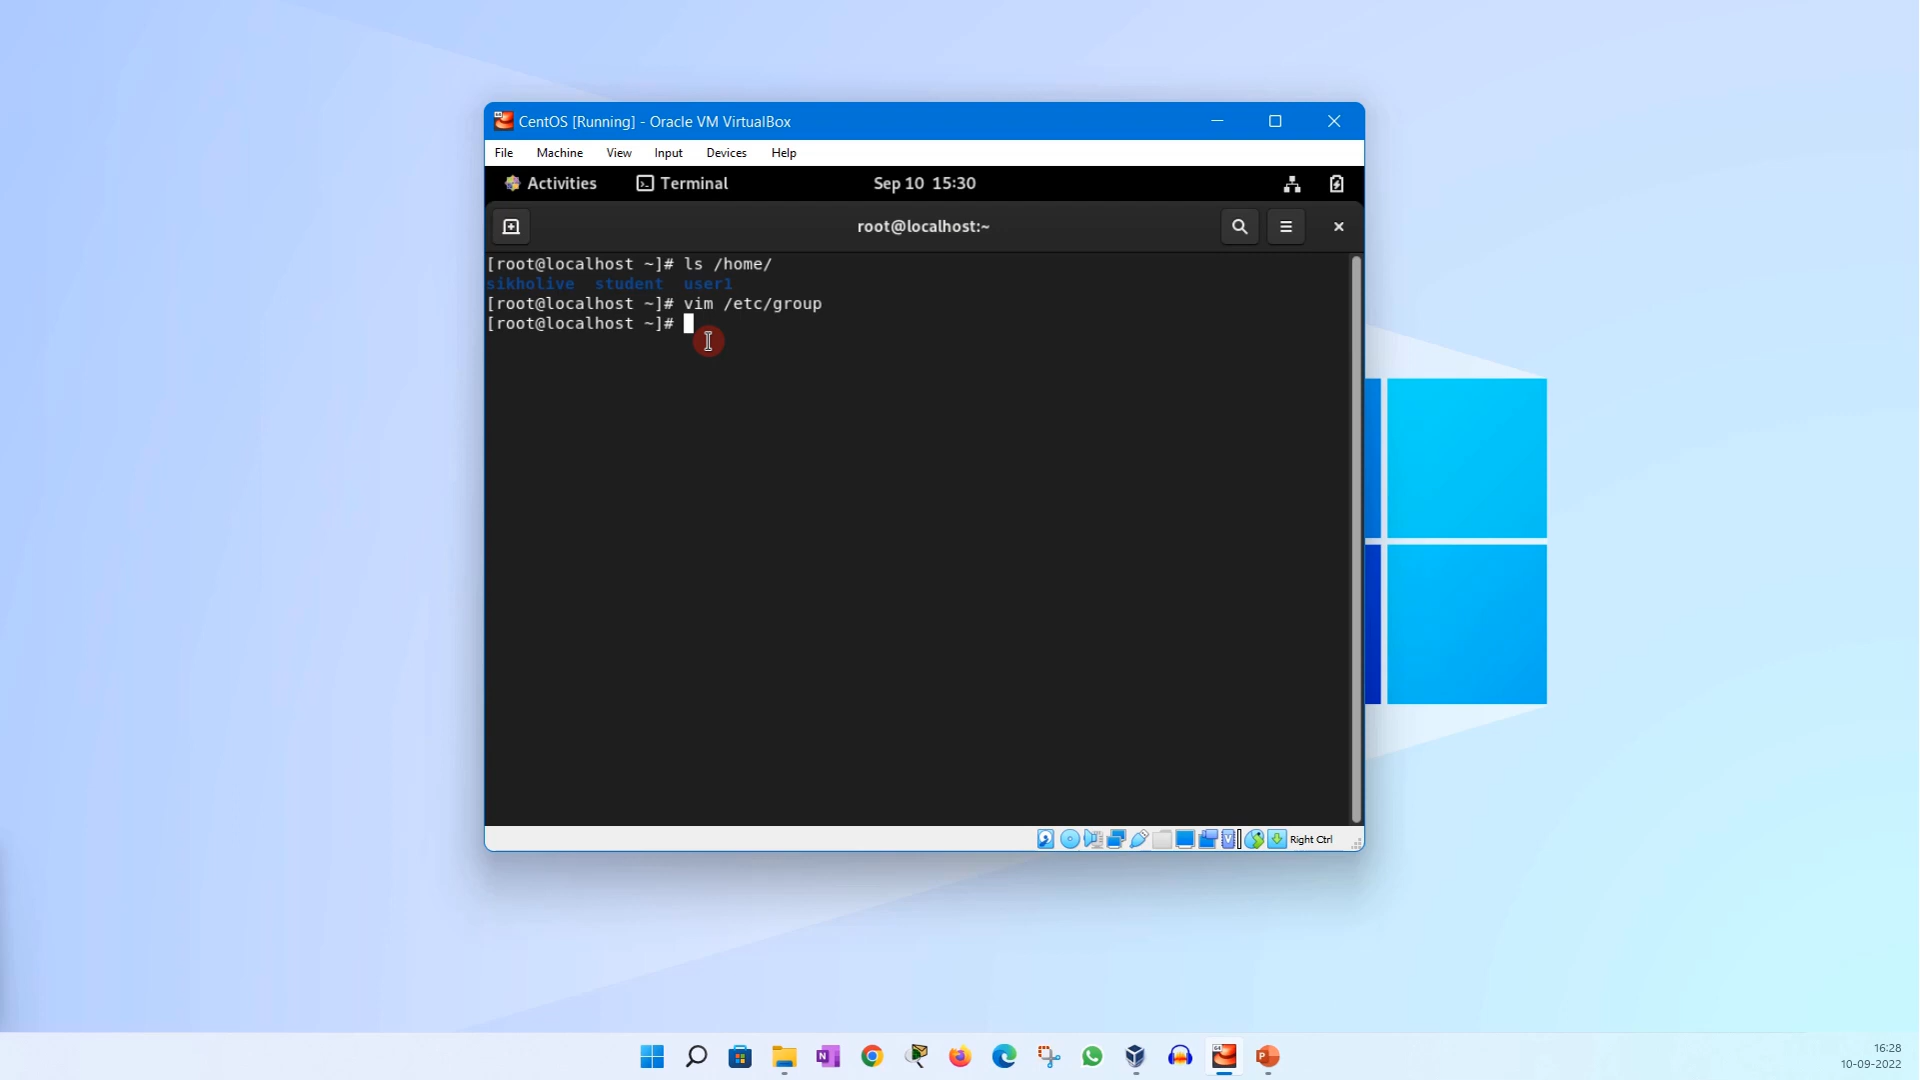 CentOS [Running] - Oracle VM VirtualBox
File Machine View Input Devices Help
Activities Terminal Sep 10 15:30
root@localhost:~
[root@localhost ~]# ls /home/
sikholive student user1
[root@localhost ~]# vim /etc/group
[root@localhost ~]#
Right Ctrl
16:28
10-09-2022